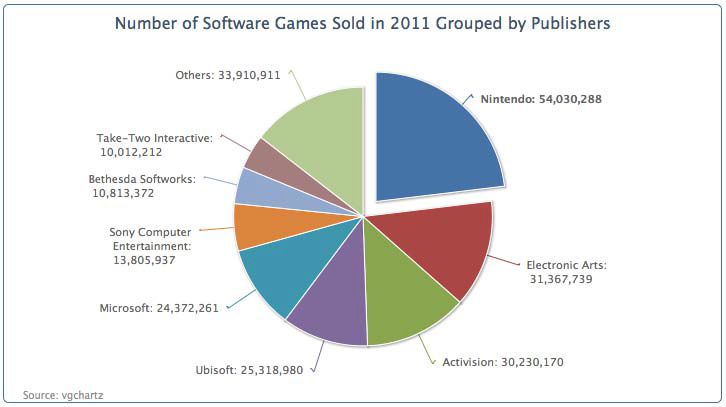 Number of Software Games Sold in 2011 Grouped by Publishers
Others: 33,910,911
Nintendo: 54,030,288
Take-Two Interactive:
10,012,212
Bethesda Softworks:
10,813,372
Sony Computer
Entertainment:
13,805,937
Electronic Arts:
31,367,739
Microsoft: 24,372,261
Activision: 30,230,170
Ubisoft: 25,318,980
Source: vgchartz